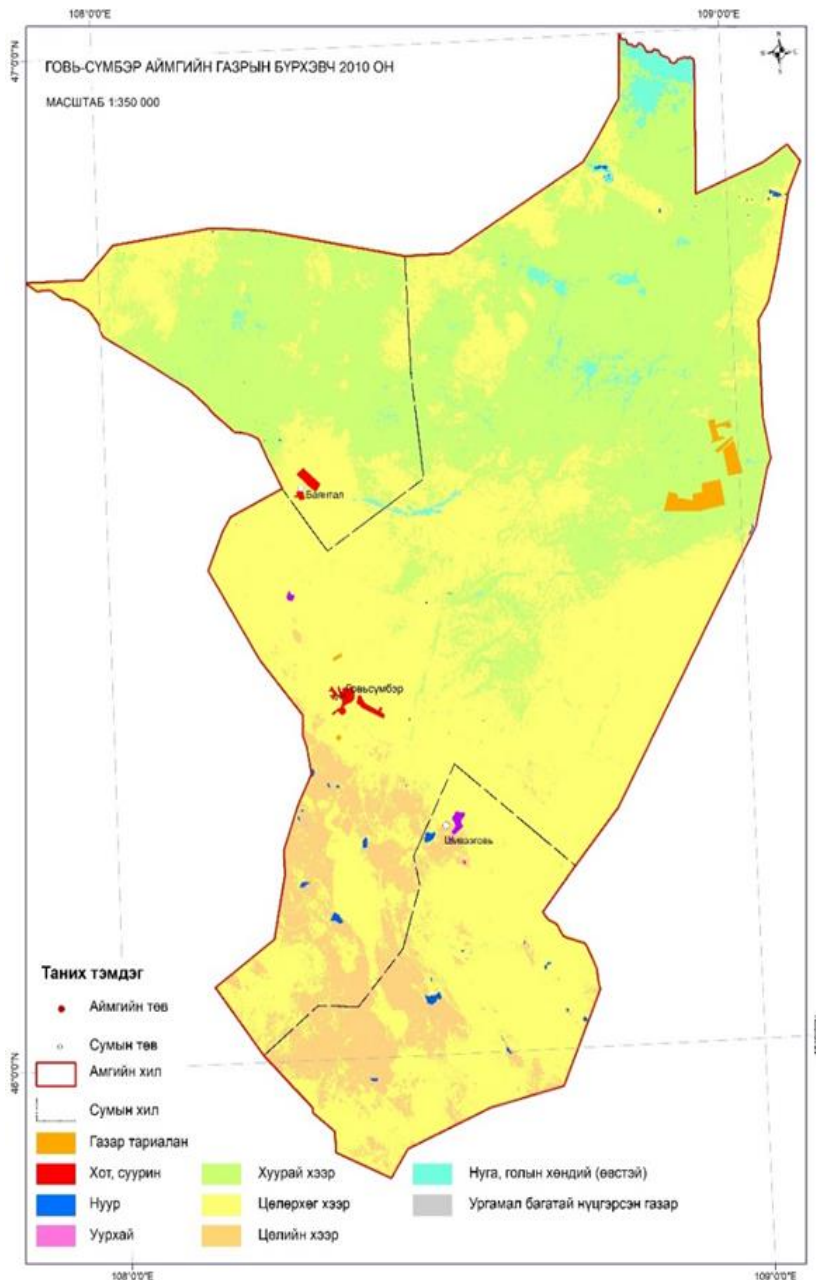 108°0'0"E
109°0'0"E
47°0'0"N
ГОВЬ-СҮМБЭР АЙМГИЙН ГАЗРЫН БҮРХЭВЧ 2010 ОН
МАСШТАБ 1:350 000
N
Баянтал
Говьсүмбэр
Шивээговь
46°0'0"N
Таних тэмдэг
Аймгийн төв
Сумын төв
Амгийн хил
Сумын хил
Газар тариалан
Хот, суурин
Хуурай хээр
Нуга, голын хөндий (өвстэй)
Нуур
Цөлөрхөг хээр
Ургамал багатай нүцгэрсэн газар
Уурхай
Цөлийн хээр
108°0'0"E
109°0'0"E